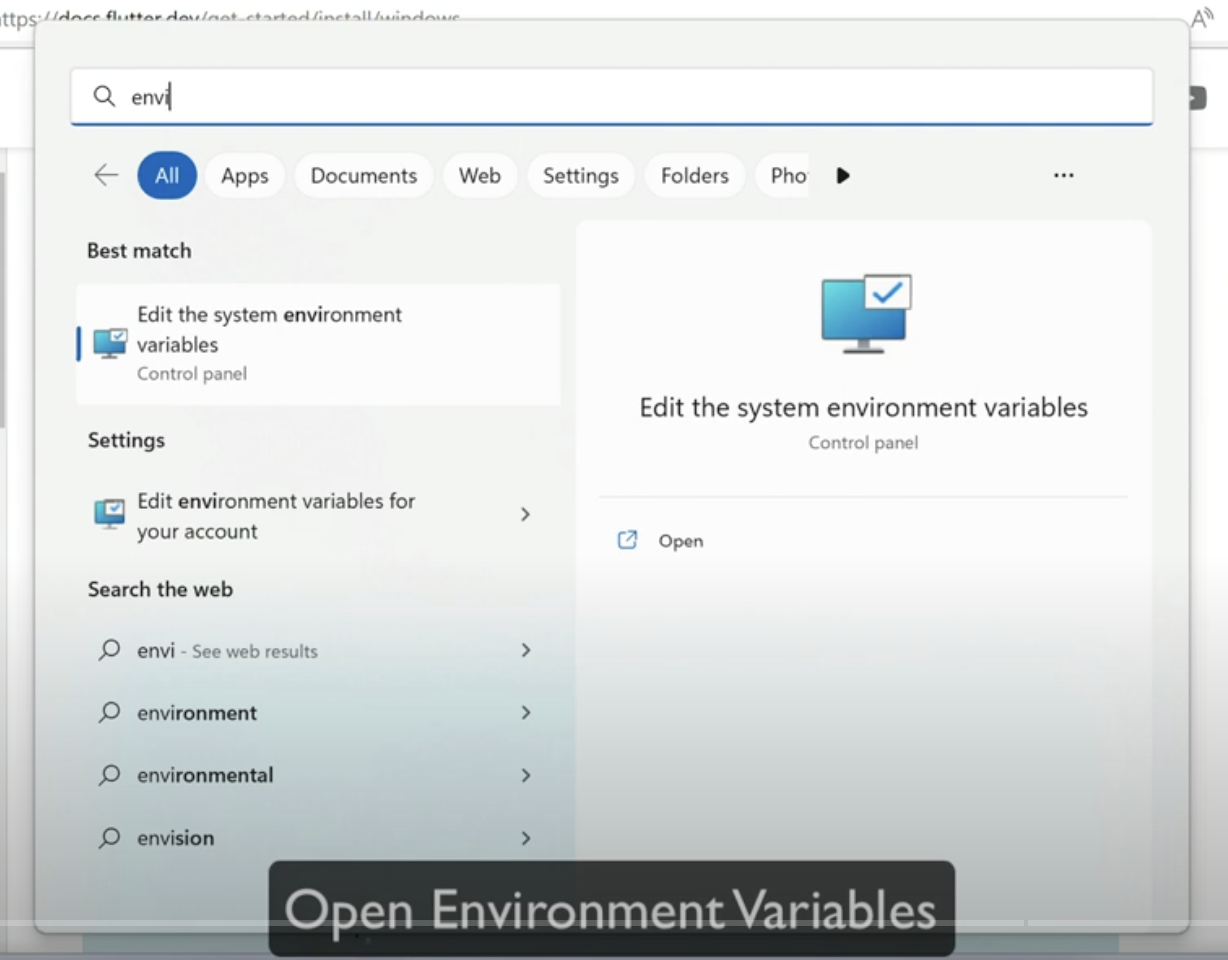 https://docs.flutter.dev/get-started/install/windows
envi
All Apps Documents Web Settings Folders Pho
Best match
Edit the system environment
variables
Control panel
Edit the system environment variables
Control panel
Settings
Edit environment variables for
your account
Open
Search the web
envi - See web results
environment
environmental
envision
Open Environment Variables